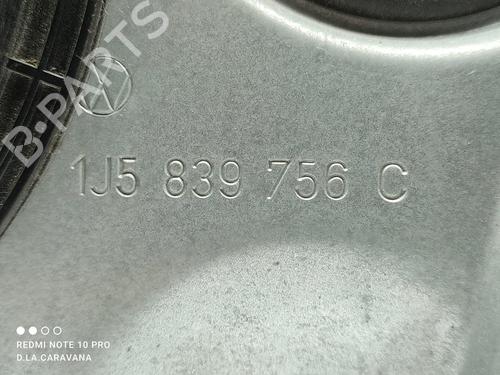 B-PARTS
1J5 839 756 C
REDMI NOTE 10 PRO
D.LA.CARAVANA